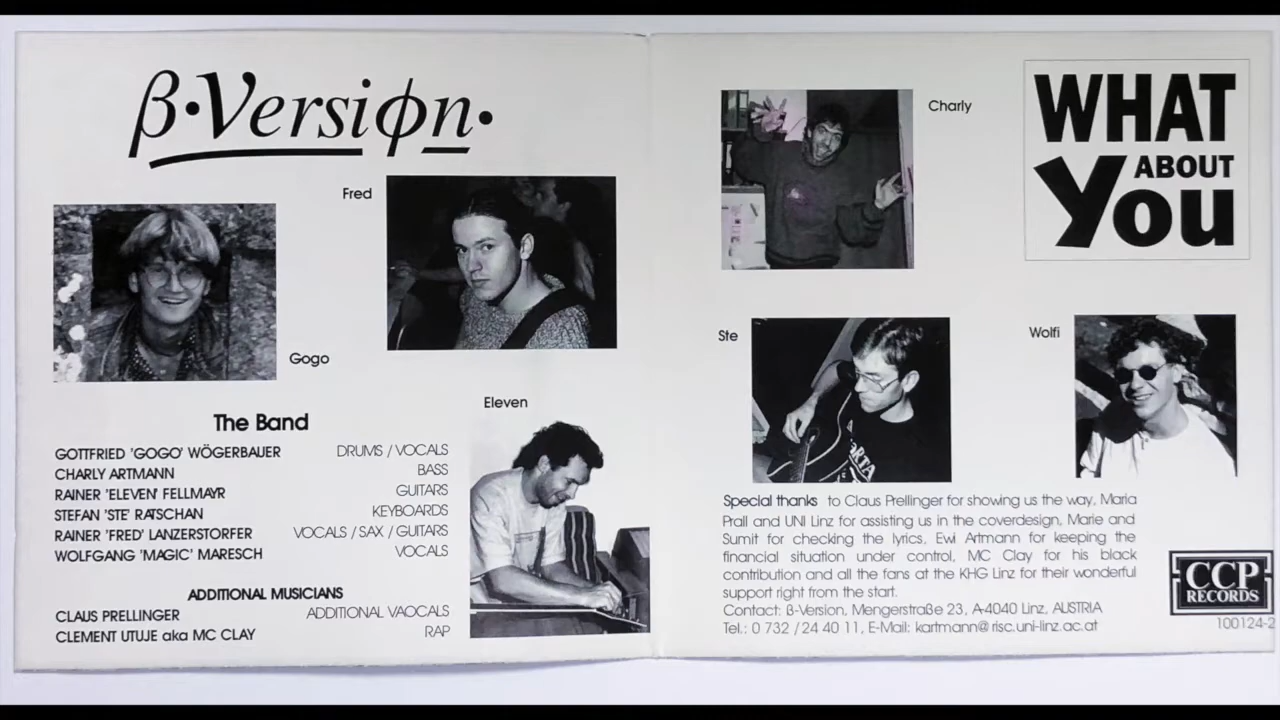 β·Versiφn·
Fred
Gogo
Eleven
The Band
GOTTFRIED 'GOGO' WÖGERBAUER DRUMS / VOCALS
CHARLY ARTMANN BASS
RAINER 'ELEVEN' FELLMAYR GUITARS
STEFAN 'STE' RATSCHAN KEYBOARDS
RAINER 'FRED' LANZERSTORFER VOCALS / SAX / GUITARS
WOLFGANG 'MAGIC' MARESCH VOCALS
ADDITIONAL MUSICIANS
CLAUS PRELLINGER ADDITIONAL VAOCALS
CLEMENT UTUJE aka MC CLAY RAP
Charly
WHAT
ABOUT
You
Ste
Wolfi
Special thanks to Claus Prellinger for showing us the way, Maria
Prall and UNI Linz for assisting us in the coverdesign, Marie and
Sumit for checking the lyrics, Ewi Artmann for keeping the
financial situation under control, MC Clay for his black
contribution and all the fans at the KHG Linz for their wonderful
support right from the start.
Contact: β-Version, Mengerstraße 23, A-4040 Linz, AUSTRIA
Tel.: 0 732 / 24 40 11, E-Mail: kartmann@risc.uni-linz.ac.at
CCP
RECORDS
100124-2